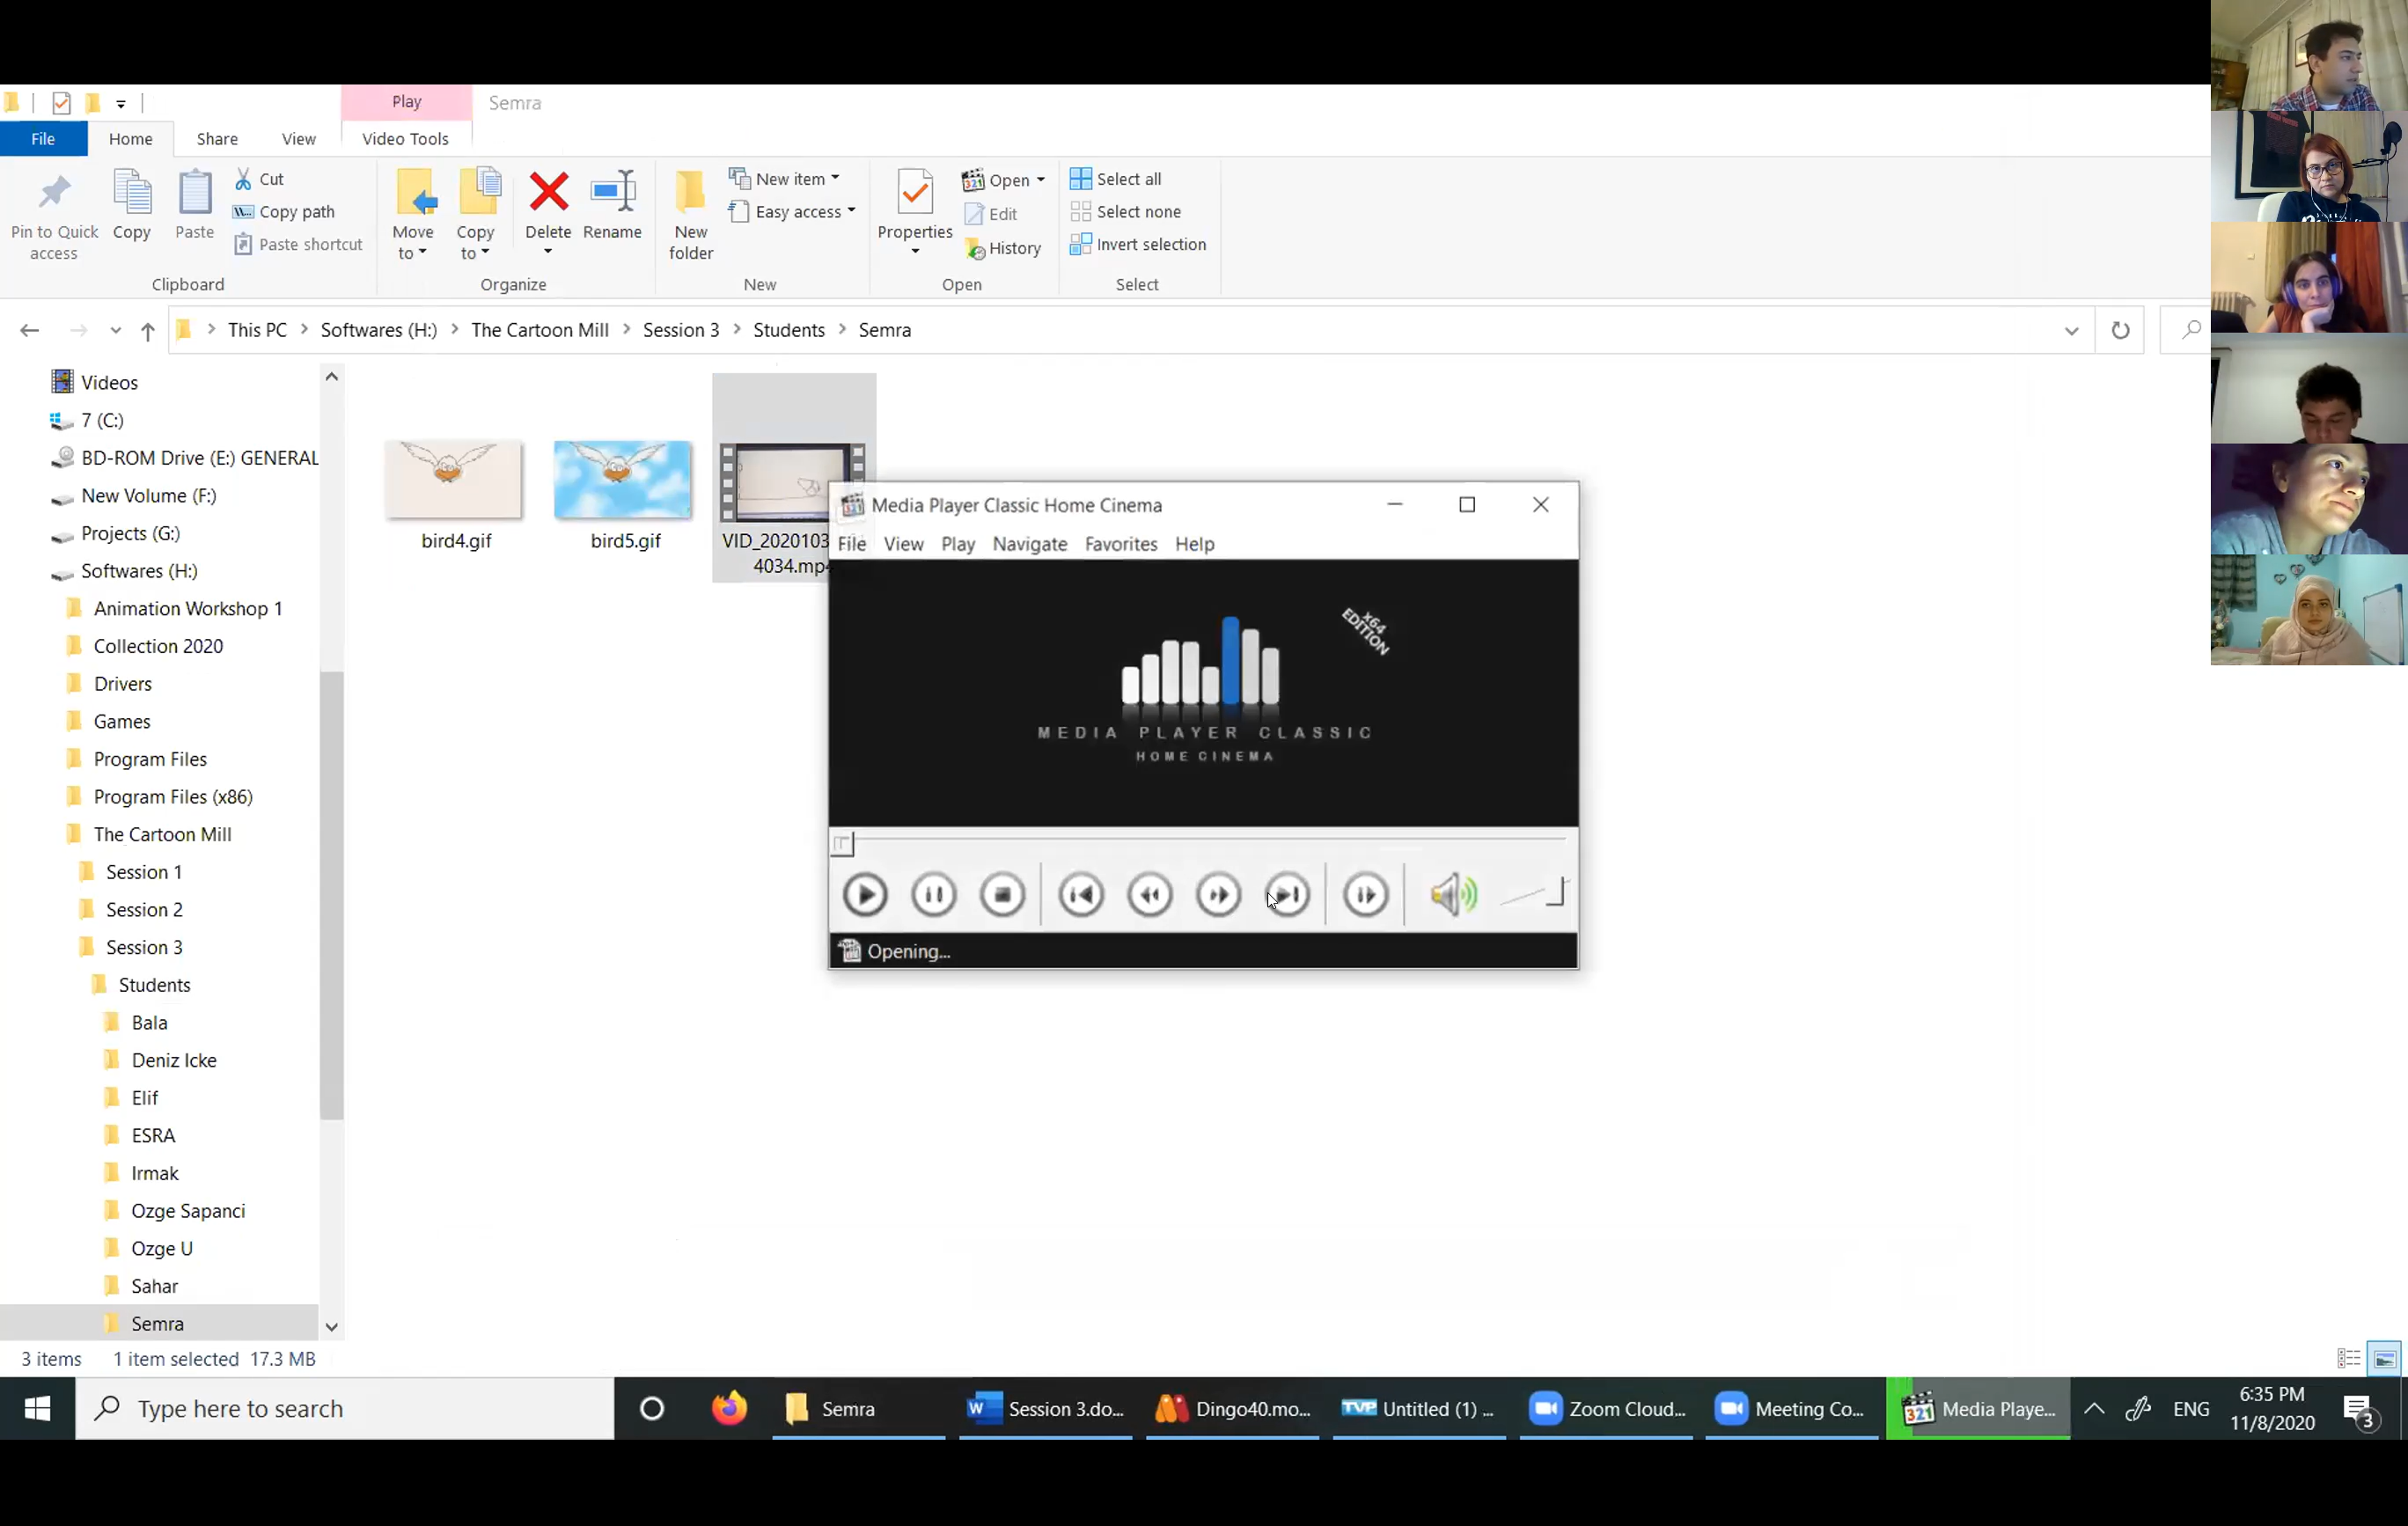 Play
Semra
File
Home
Share
View
Video Tools
Pin to Quick
access
Copy
Paste
Cut
Copy path
Paste shortcut
Clipboard
Move
to
Copy
to
Delete
Rename
Organize
New
folder
New item
Easy access
New
Properties
Open
Edit
History
Open
Select all
Select none
Invert selection
Select
This PC
Softwares (H:)
The Cartoon Mill
Session 3
Students
Semra
Videos
7 (C:)
BD-ROM Drive (E:) GENERAL
New Volume (F:)
Projects (G:)
Softwares (H:)
Animation Workshop 1
Collection 2020
Drivers
Games
Program Files
Program Files (x86)
The Cartoon Mill
Session 1
Session 2
Session 3
Students
Bala
Deniz Icke
Elif
ESRA
Irmak
Ozge Sapanci
Ozge U
Sahar
Semra
bird4.gif
bird5.gif
VID_2020103
4034.mp4
Media Player Classic Home Cinema
File View Play Navigate Favorites Help
x64
EDITION
MEDIA PLAYER CLASSIC
HOME CINEMA
Opening...
3 items 1 item selected 17.3 MB
Type here to search
Semra
Session 3.do...
Dingo40.mo...
TVP Untitled (1) ...
Zoom Cloud...
Meeting Co...
321 Media Playe...
ENG
6:35 PM
11/8/2020
3